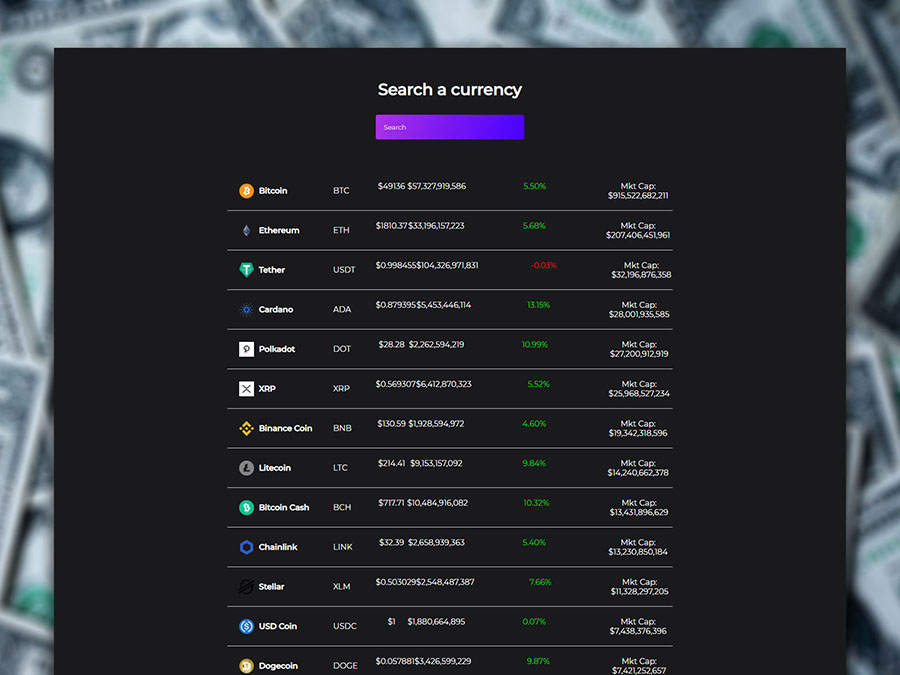 Search a currency
Search
Bitcoin BTC $49136 $57,327,919,586 5.50% Mkt Cap:
$915,522,682,211
Ethereum ETH $1810.37 $33,196,157,223 5.68% Mkt Cap:
$207,406,451,961
Tether USDT $0.998455 $104,326,971,831 -0.03% Mkt Cap:
$32,196,876,358
Cardano ADA $0.879395 $5,453,446,114 13.15% Mkt Cap:
$28,001,935,585
Polkadot DOT $28.28 $2,262,594,219 10.99% Mkt Cap:
$27,200,912,919
XRP XRP $0.569307 $6,412,870,323 5.52% Mkt Cap:
$25,968,527,234
Binance Coin BNB $130.59 $1,928,594,972 4.60% Mkt Cap:
$19,342,318,596
Litecoin LTC $214.41 $9,153,157,092 9.84% Mkt Cap:
$14,240,662,378
Bitcoin Cash BCH $717.71 $10,484,916,082 10.32% Mkt Cap:
$13,431,896,629
Chainlink LINK $32.39 $2,658,939,363 5.40% Mkt Cap:
$13,230,850,184
Stellar XLM $0.503029 $2,548,487,387 7.66% Mkt Cap:
$11,328,297,205
USD Coin USDC $1 $1,880,664,895 0.07% Mkt Cap:
$7,438,376,396
Dogecoin DOGE $0.057881 $3,426,599,229 9.87% Mkt Cap:
$7,421,252,657